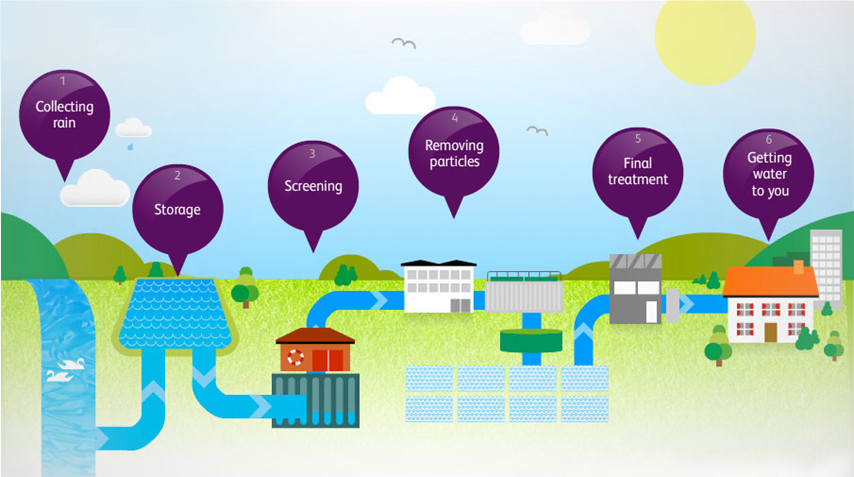 1
Collecting
rain
2
Storage
3
Screening
4
Removing
particles
5
Final
treatment
6
Getting
water
to you